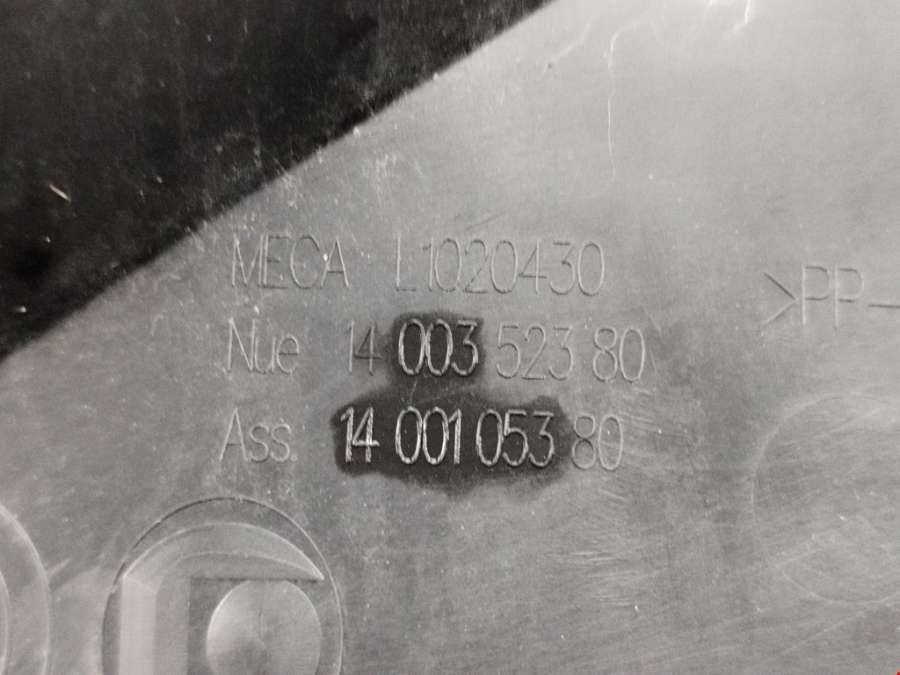 MECA L1020430
>PP-
Nue 14 003 523 80
Ass. 14 001 053 80